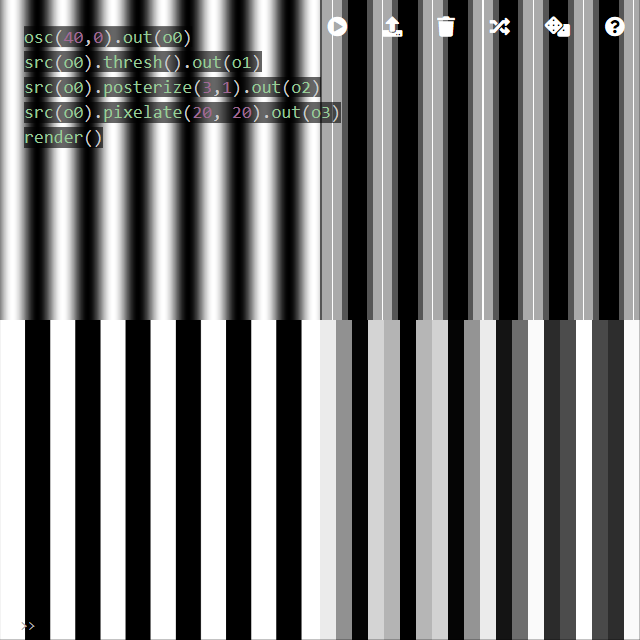 osc(40,0).out(o0)
src(o0).thresh().out(o1)
src(o0).posterize(3,1).out(o2)
src(o0).pixelate(20, 20).out(o3)
render()
>>